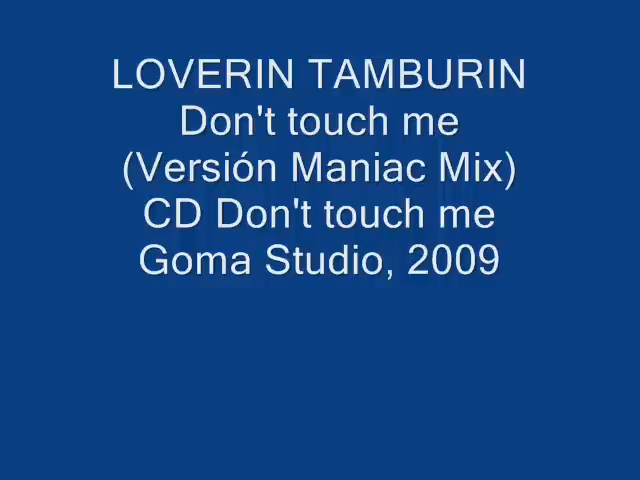 LOVERIN TAMBURIN
Don't touch me
(Versión Maniac Mix)
CD Don't touch me
Goma Studio, 2009